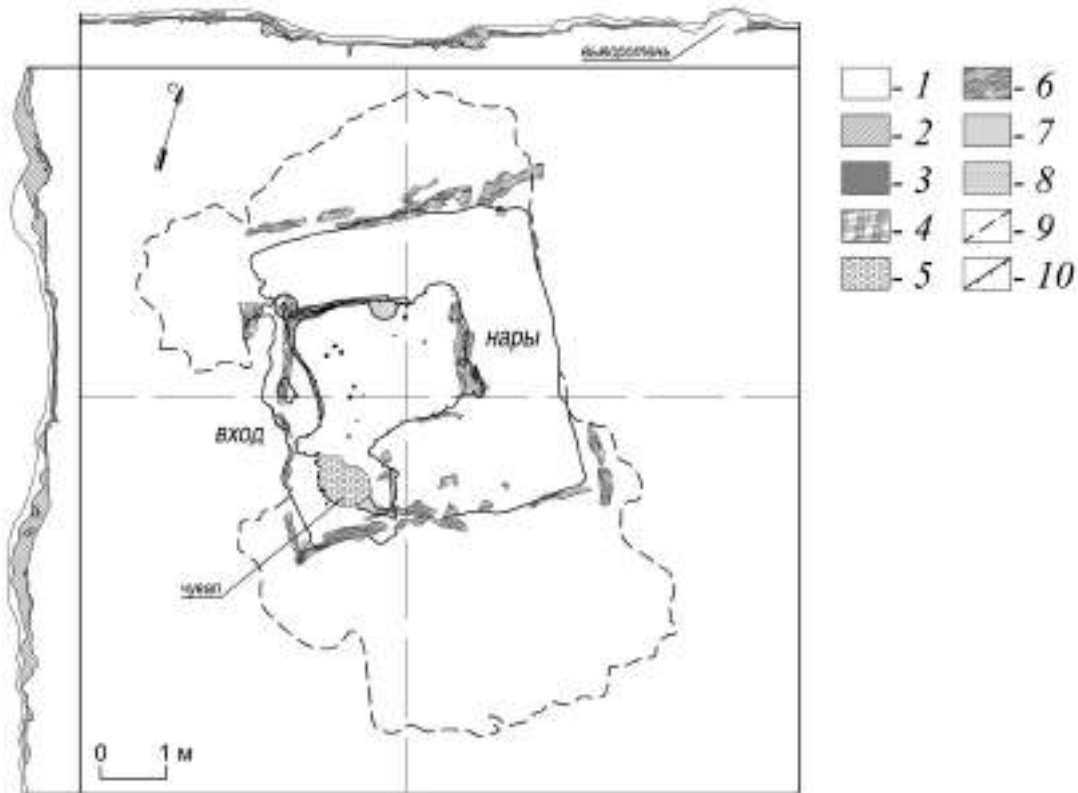 выворотень
С
нары
вход
чувал
0 1 м
- 1
- 2
- 3
- 4
- 5
- 6
- 7
- 8
- 9
- 10